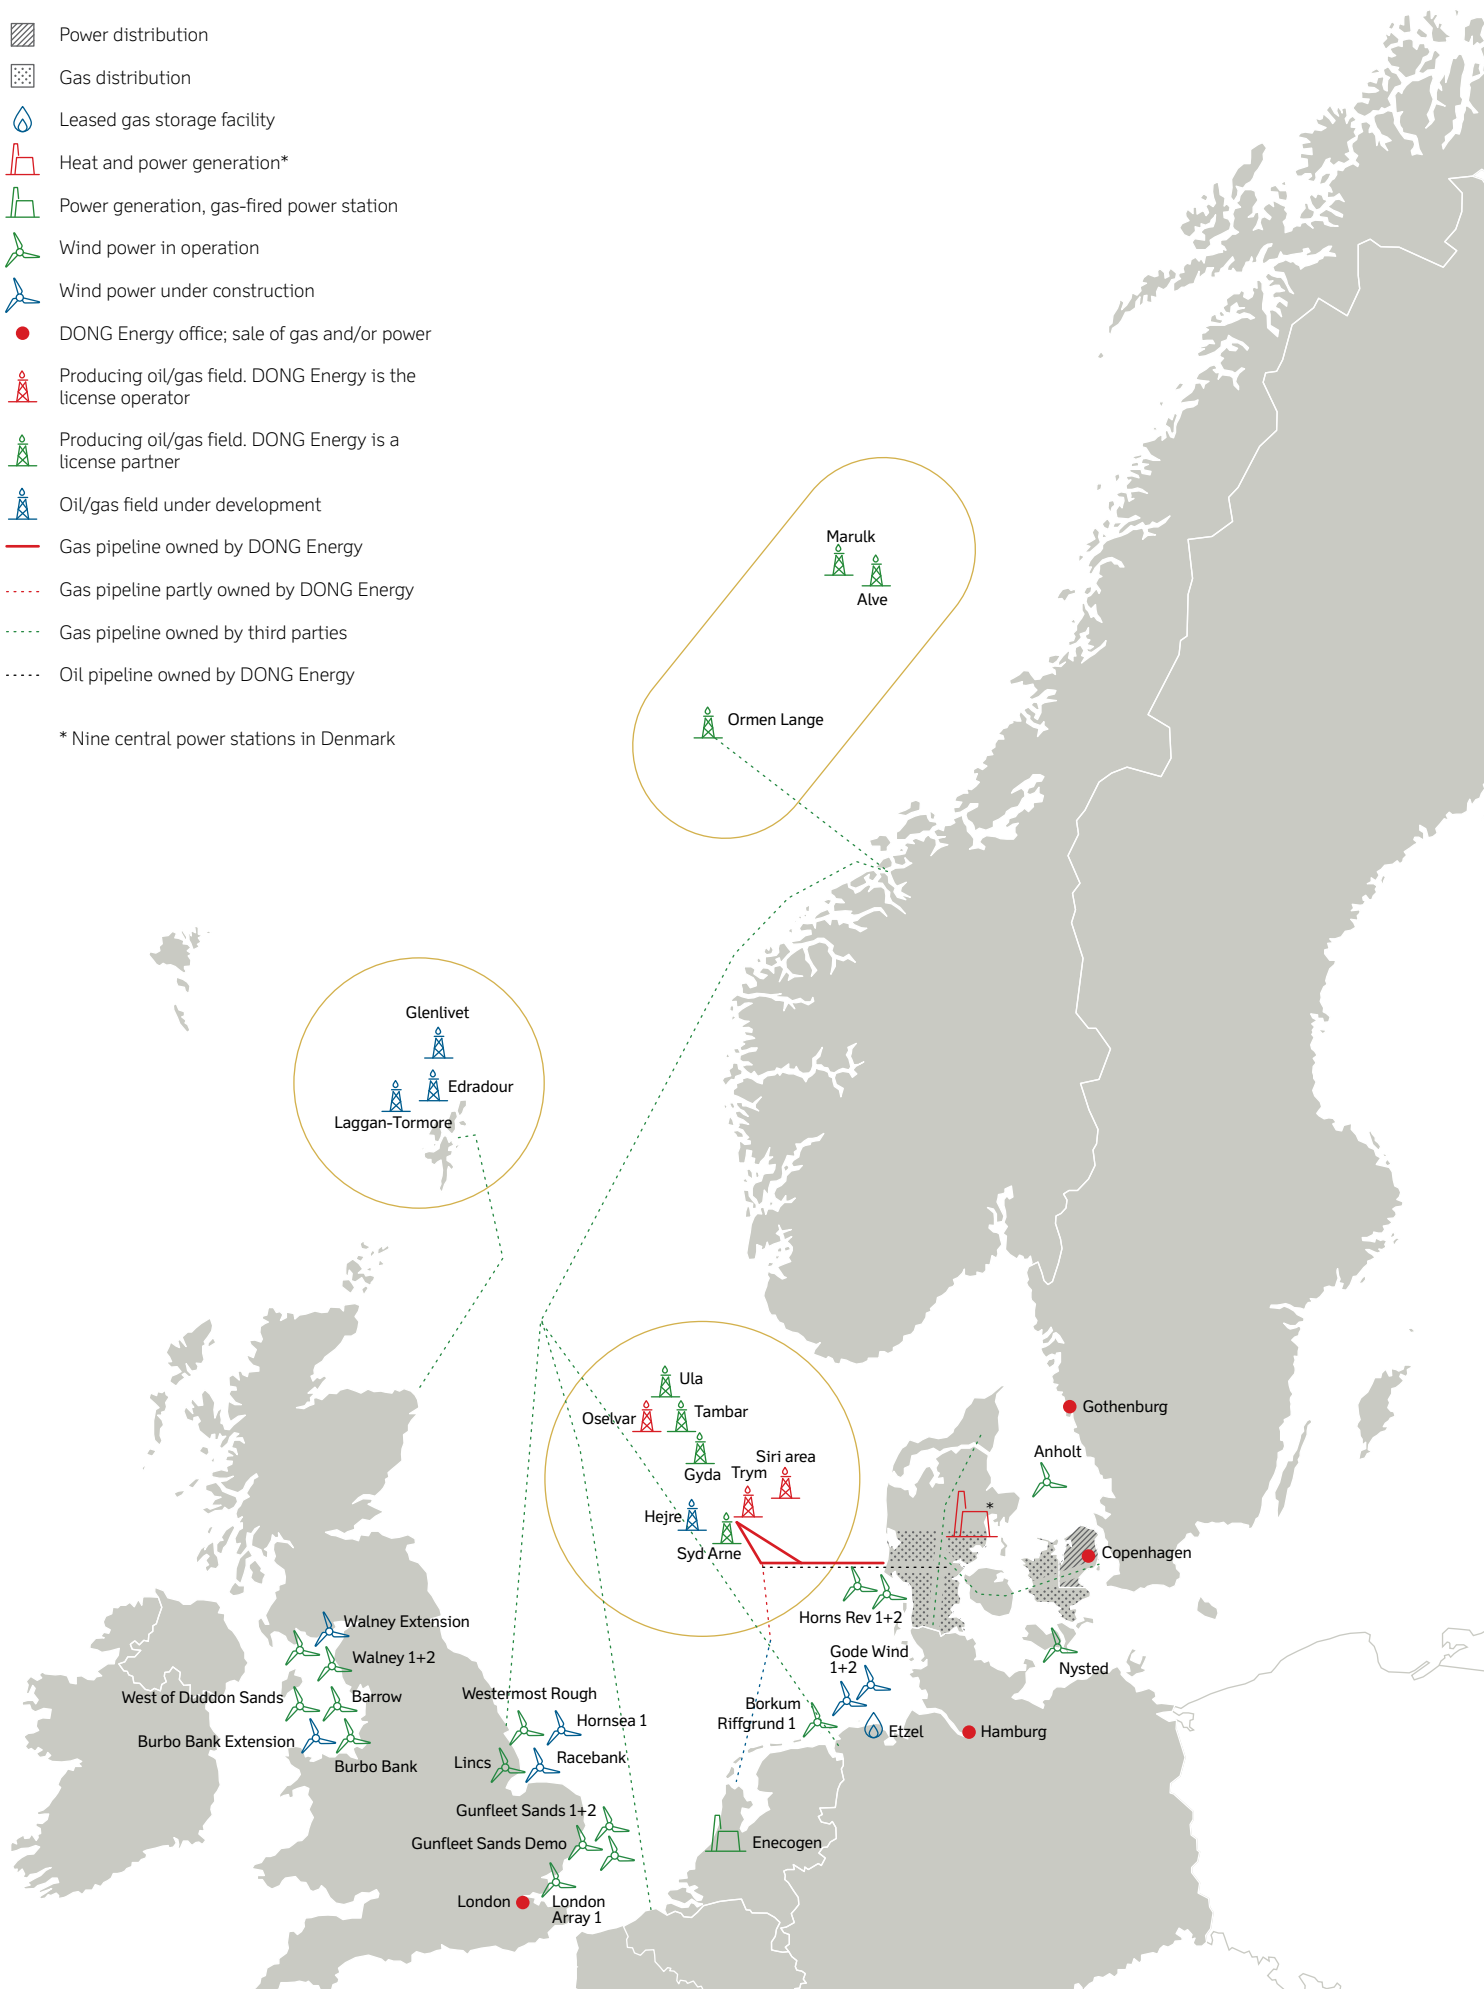 Power distribution
Gas distribution
Leased gas storage facility
Heat and power generation*
Power generation, gas-fired power station
Wind power in operation
Wind power under construction
DONG Energy office; sale of gas and/or power
Producing oil/gas field. DONG Energy is the
license operator
Producing oil/gas field. DONG Energy is a
license partner
Oil/gas field under development
Gas pipeline owned by DONG Energy
Gas pipeline partly owned by DONG Energy
Gas pipeline owned by third parties
Oil pipeline owned by DONG Energy
* Nine central power stations in Denmark
Marulk
Alve
Ormen Lange
Glenlivet
Edradour
Laggan-Tormore
Ula
Oselvar
Tambar
Gyda
Siri area
Trym
Hejre
Syd Arne
Gothenburg
Anholt
*
Copenhagen
Horns Rev 1+2
Nysted
Gode Wind
1+2
Borkum
Riffgrund 1
Etzel
Hamburg
Walney Extension
Walney 1+2
West of Duddon Sands
Barrow
Burbo Bank Extension
Burbo Bank
Westermost Rough
Hornsea 1
Lincs
Racebank
Gunfleet Sands 1+2
Gunfleet Sands Demo
Enecogen
London
London
Array 1